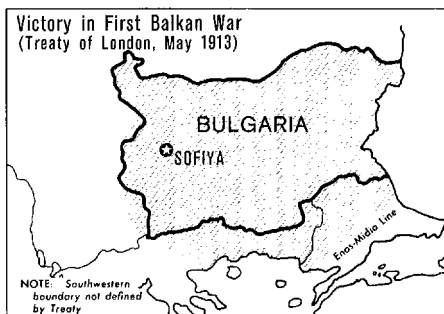 Victory in First Balkan War
(Treaty of London, May 1913)
BULGARIA
SOFIYA
Enos-Midia Line
NOTE: Southwestern
boundary not defined
by Treaty